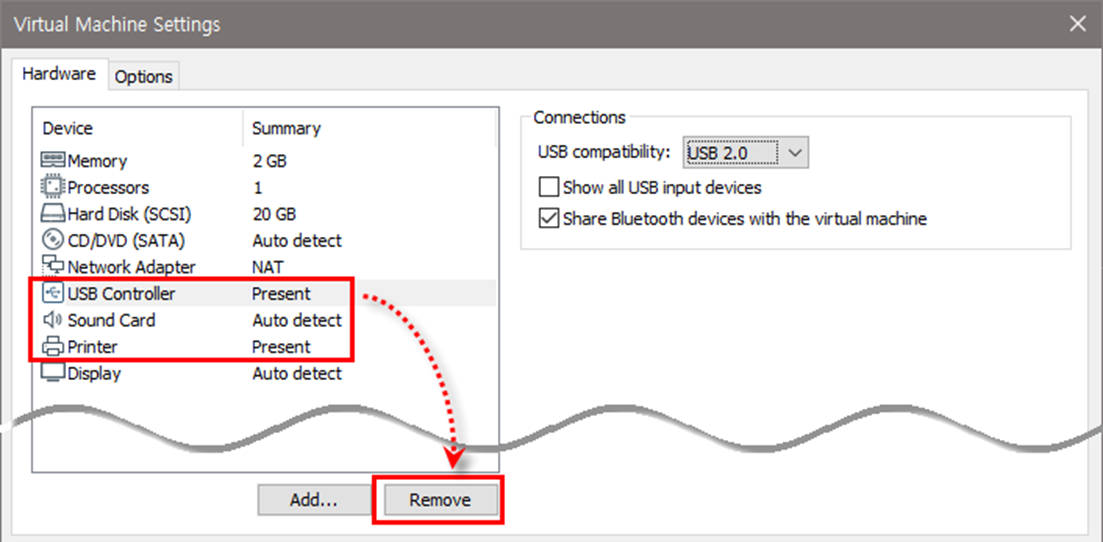 Virtual Machine Settings
Hardware Options
Device Summary
Memory 2 GB
Processors 1
Hard Disk (SCSI) 20 GB
CD/DVD (SATA) Auto detect
Network Adapter NAT
USB Controller Present
Sound Card Auto detect
Printer Present
Display Auto detect
Add... Remove
Connections
USB compatibility: USB 2.0
Show all USB input devices
Share Bluetooth devices with the virtual machine